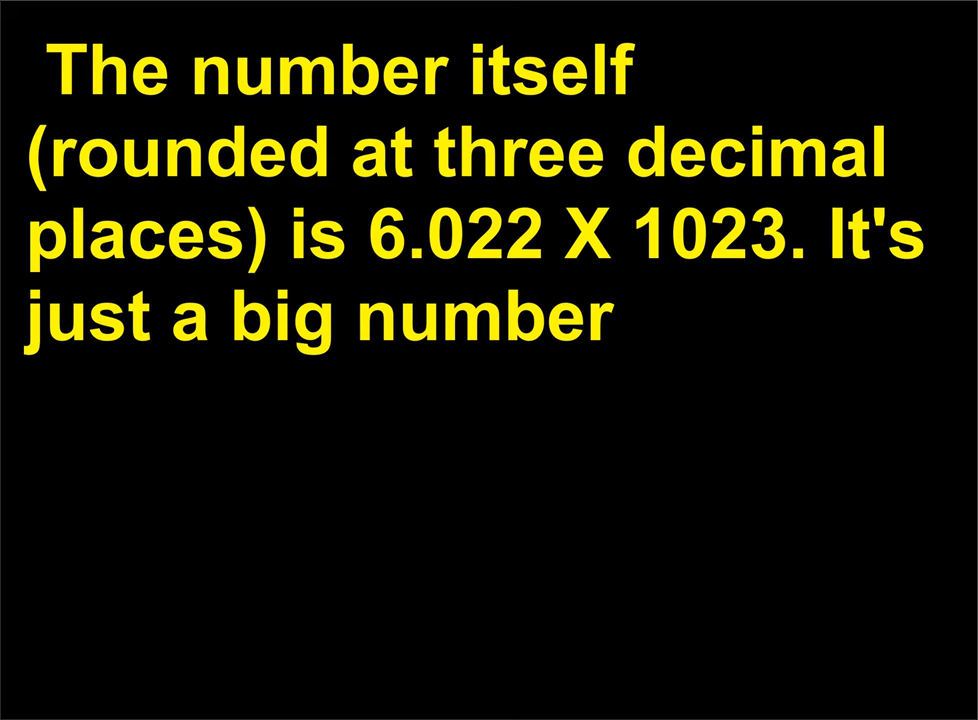 The number itself
(rounded at three decimal
places) is 6.022 X 1023. It's
just a big number